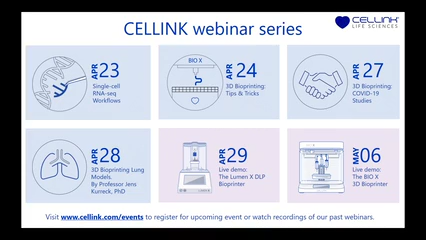 CELLINK webinar series
CELLINK
LIFE SCIENCES
APR 23
Single-cell
RNA-seq
Workflows
BIO X
APR 24
3D Bioprinting:
Tips & Tricks
APR 27
3D Bioprinting:
COVID-19
Studies
APR 28
3D Bioprinting Lung
Models.
By Professor Jens
Kurreck, PhD
APR 29
Live demo:
The Lumen X DLP
Bioprinter
MAY 06
Live demo:
The BIO X
3D Bioprinter
Visit www.cellink.com/events to register for upcoming event or watch recordings of our past webinars.